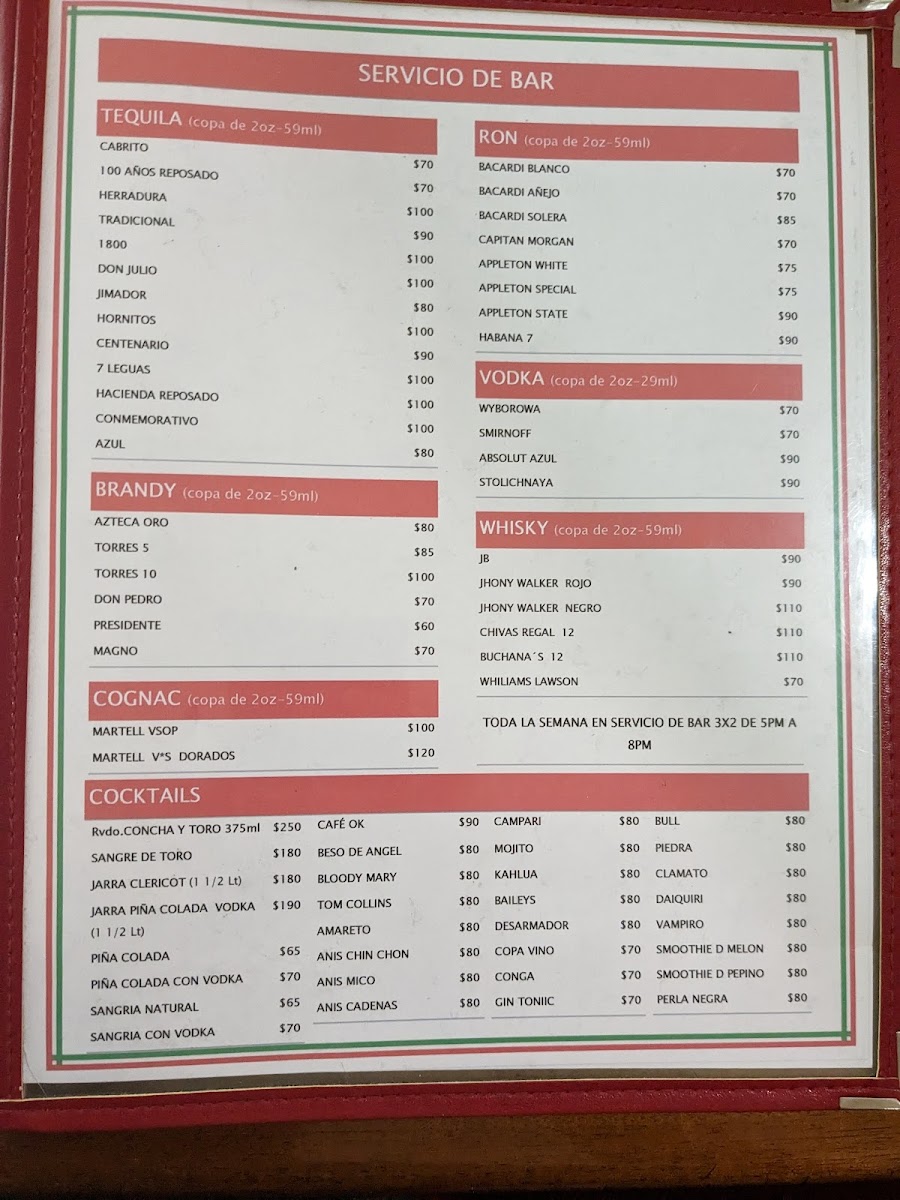 SERVICIO DE BAR
TEQUILA (copa de 2oz-59ml)
CABRITO $70
100 AÑOS REPOSADO $70
HERRADURA $100
TRADICIONAL $90
1800 $100
DON JULIO $100
JIMADOR $80
HORNITOS $100
CENTENARIO $90
7 LEGUAS $100
HACIENDA REPOSADO $100
CONMEMORATIVO $100
AZUL $80
BRANDY (copa de 2oz-59ml)
AZTECA ORO $80
TORRES 5 $85
TORRES 10 $100
DON PEDRO $70
PRESIDENTE $60
MAGNO $70
COGNAC (copa de 2oz-59ml)
MARTELL VSOP $100
MARTELL V*S DORADOS $120
RON (copa de 2oz-59ml)
BACARDI BLANCO $70
BACARDI AÑEJO $70
BACARDI SOLERA $85
CAPITAN MORGAN $70
APPLETON WHITE $75
APPLETON SPECIAL $75
APPLETON STATE $90
HABANA 7 $90
VODKA (copa de 2oz-29ml)
WYBOROWA $70
SMIRNOFF $70
ABSOLUT AZUL $90
STOLICHNAYA $90
WHISKY (copa de 2oz-59ml)
JB $90
JHONY WALKER ROJO $90
JHONY WALKER NEGRO $110
CHIVAS REGAL 12 $110
BUCHANA´S 12 $110
WHILIAMS LAWSON $70
TODA LA SEMANA EN SERVICIO DE BAR 3X2 DE 5PM A
8PM
COCKTAILS
Rvdo.CONCHA Y TORO 375ml $250
SANGRE DE TORO $180
JARRA CLERICOT (1 1/2 Lt) $180
JARRA PIÑA COLADA VODKA $190
(1 1/2 Lt)
PIÑA COLADA $65
PIÑA COLADA CON VODKA $70
SANGRIA NATURAL $65
SANGRIA CON VODKA $70
CAFÉ OK $90
BESO DE ANGEL $80
BLOODY MARY $80
TOM COLLINS $80
AMARETO $80
ANIS CHIN CHON $80
ANIS MICO $80
ANIS CADENAS $80
CAMPARI $80
MOJITO $80
KAHLUA $80
BAILEYS $80
DESARMADOR $80
COPA VINO $70
CONGA $70
GIN TONIIC $70
BULL $80
PIEDRA $80
CLAMATO $80
DAIQUIRI $80
VAMPIRO $80
SMOOTHIE D MELON $80
SMOOTHIE D PEPINO $80
PERLA NEGRA $80